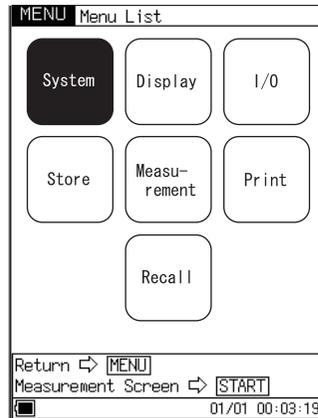 MENU Menu List
System Display I/O
Store Measu-
rement Print
Recall
Return ⇨ MENU
Measurement Screen ⇨ START
01/01 00:03:19